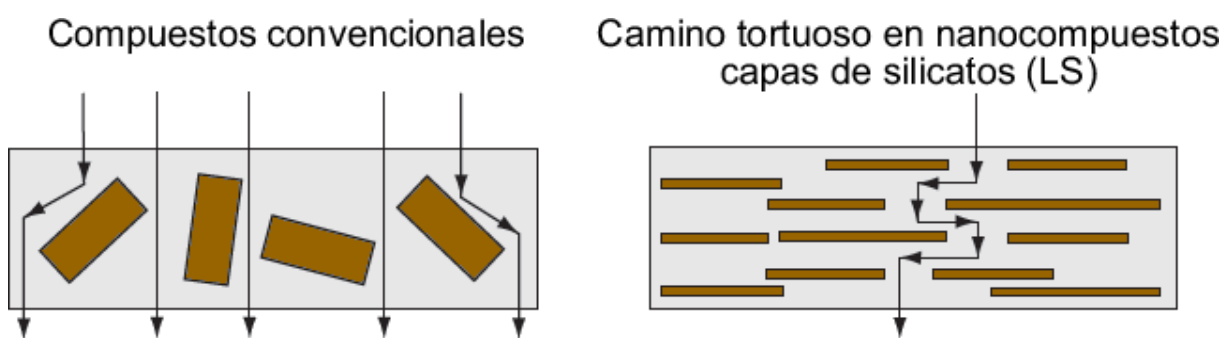 Compuestos convencionales
Camino tortuoso en nanocompuestos
capas de silicatos (LS)